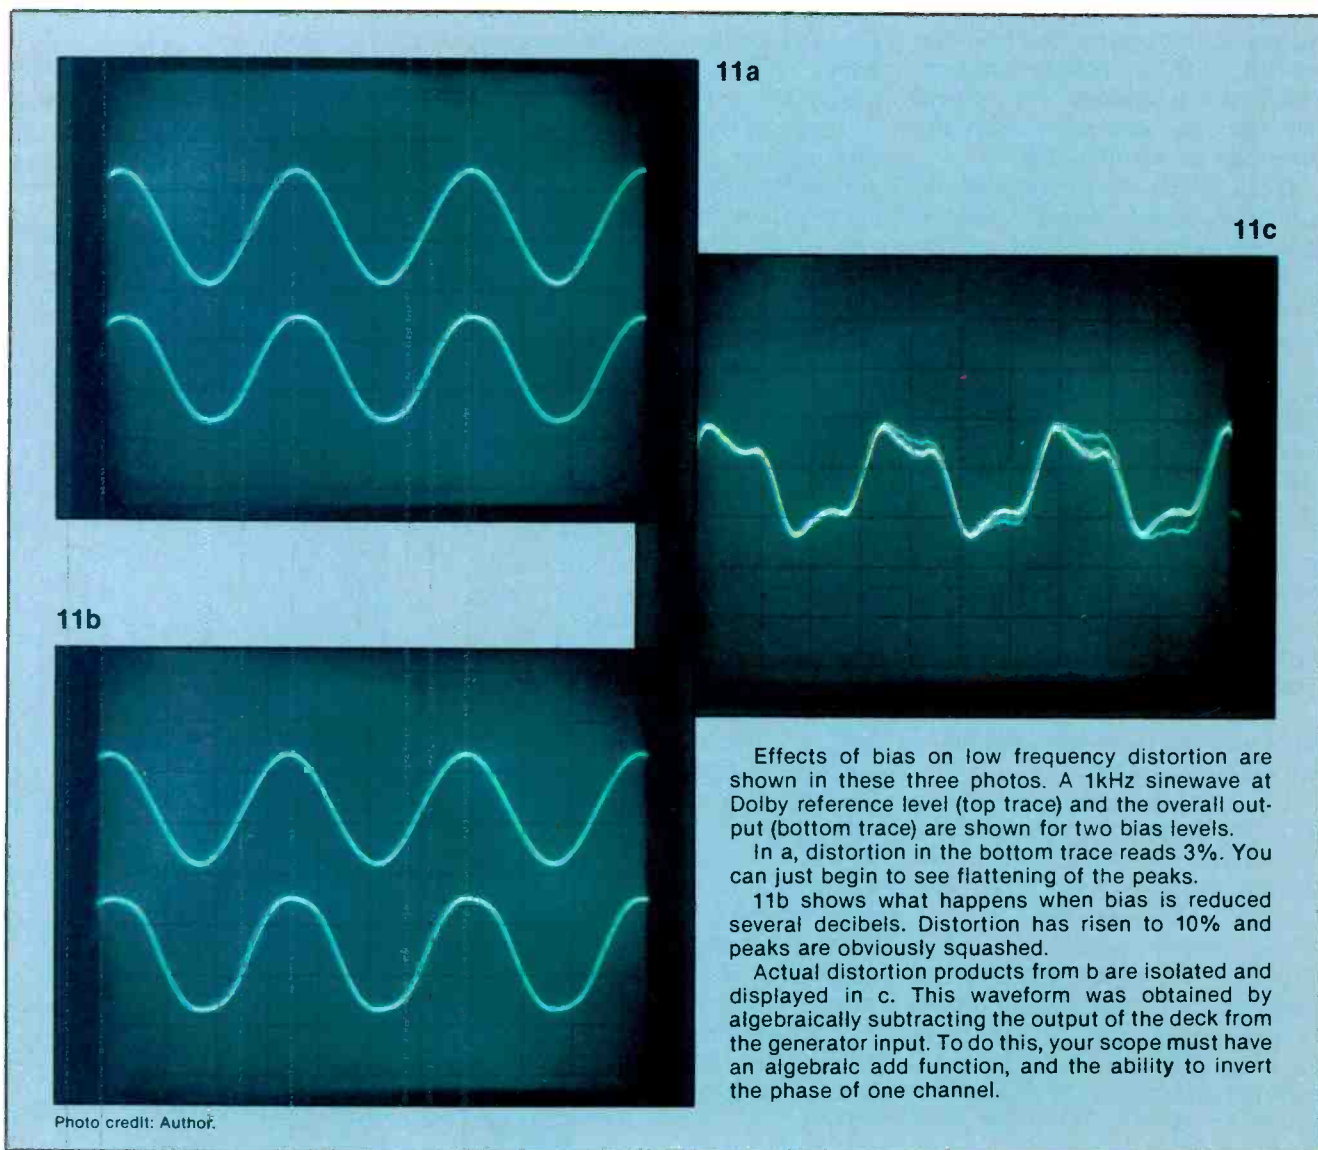 11a
11c
11b
Effects of bias on low frequency distortion are
shown in these three photos. A 1kHz sinewave at
Dolby reference level (top trace) and the overall out-
put (bottom trace) are shown for two bias levels.
In a, distortion in the bottom trace reads 3%. You
can just begin to see flattening of the peaks.
11b shows what happens when bias is reduced
several decibels. Distortion has risen to 10% and
peaks are obviously squashed.
Actual distortion products from b are isolated and
displayed in c. This waveform was obtained by
algebraically subtracting the output of the deck from
the generator input. To do this, your scope must have
an algebraic add function, and the ability to invert
the phase of one channel.
Photo credit: Author.